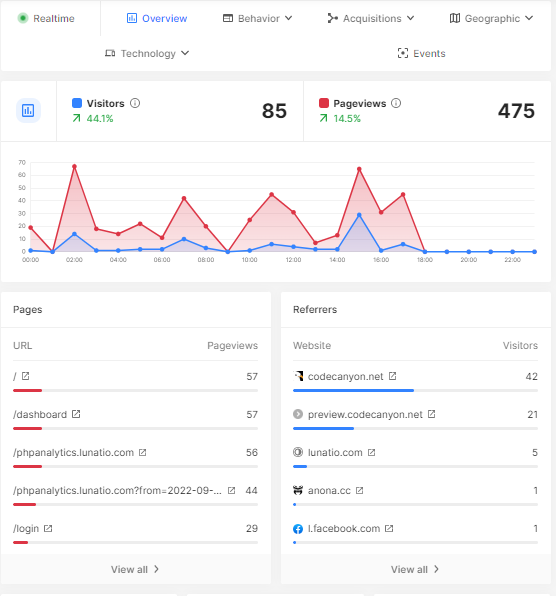 Realtime Overview Behavior Acquisitions Geographic
Technology Events
Visitors 85 Pageviews 475
44.1% 14.5%
70
60
50
40
30
20
10
0
00:00 02:00 04:00 06:00 08:00 10:00 12:00 14:00 16:00 18:00 20:00 22:00
Pages
URL Pageviews
/ 57
/dashboard 57
/phpanalytics.lunatio.com 56
/phpanalytics.lunatio.com?from=2022-09-... 44
/login 29
View all
Referrers
Website Visitors
codecanyon.net 42
preview.codecanyon.net 21
lunatio.com 5
anona.cc 1
l.facebook.com 1
View all